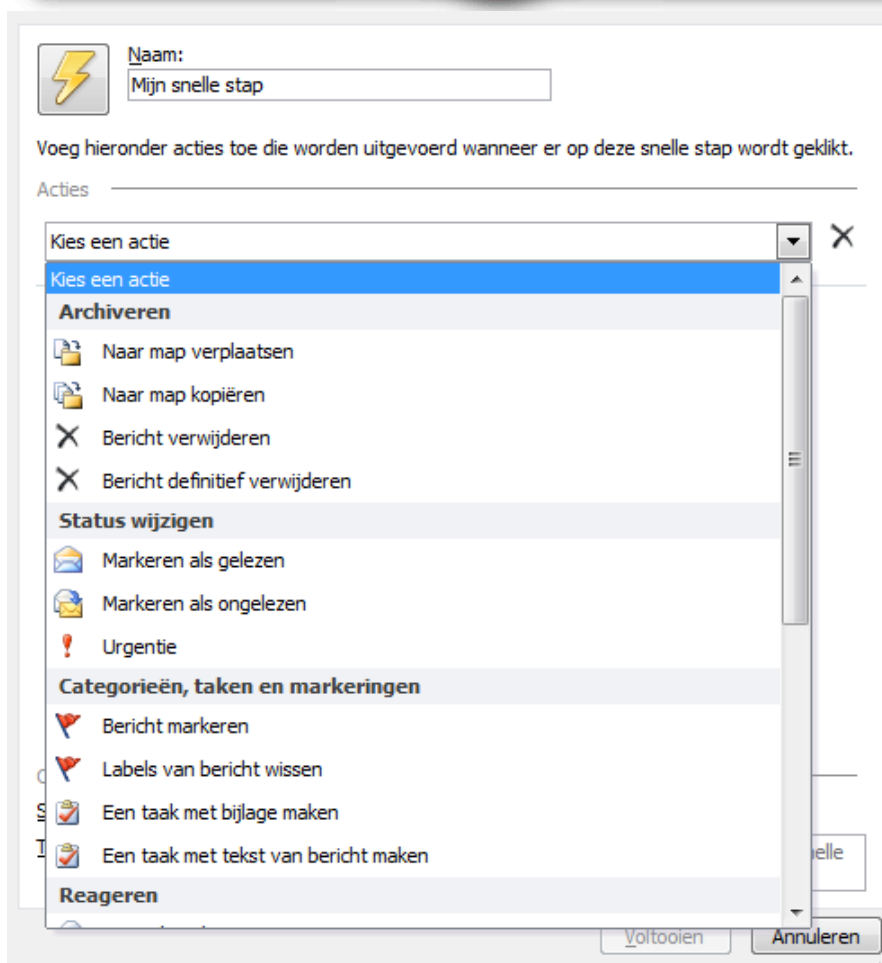 Naam:
Mijn snelle stap
Voeg hieronder acties toe die worden uitgevoerd wanneer er op deze snelle stap wordt geklikt.
Acties
Kies een actie
Kies een actie
Archiveren
Naar map verplaatsen
Naar map kopiëren
Bericht verwijderen
Bericht definitief verwijderen
Status wijzigen
Markeren als gelezen
Markeren als ongelezen
Urgentie
Categorieën, taken en markeringen
Bericht markeren
Labels van bericht wissen
Een taak met bijlage maken
Een taak met tekst van bericht maken
Reageren
Voltooien
Annuleren